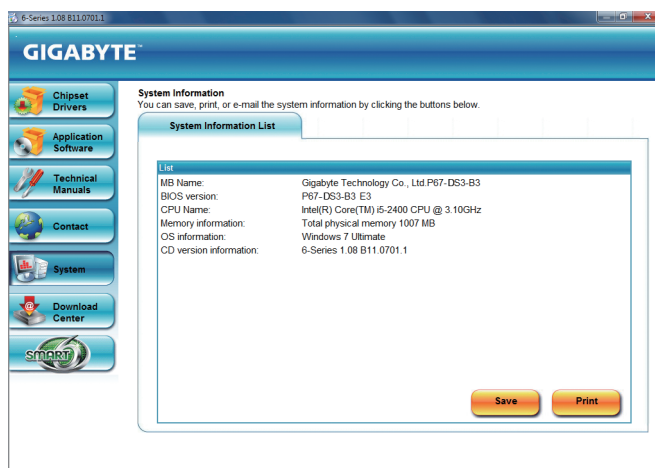 6-Series 1.08 B11.0701.1
GIGABYTE™
Chipset
Drivers
Application
Software
Technical
Manuals
Contact
System
Download
Center
SMART 6
System Information
You can save, print, or e-mail the system information by clicking the buttons below.
System Information List
List
MB Name: Gigabyte Technology Co., Ltd.P67-DS3-B3
BIOS version: P67-DS3-B3 E3
CPU Name: Intel(R) Core(TM) i5-2400 CPU @ 3.10GHz
Memory information: Total physical memory 1007 MB
OS information: Windows 7 Ultimate
CD version information: 6-Series 1.08 B11.0701.1
Save Print